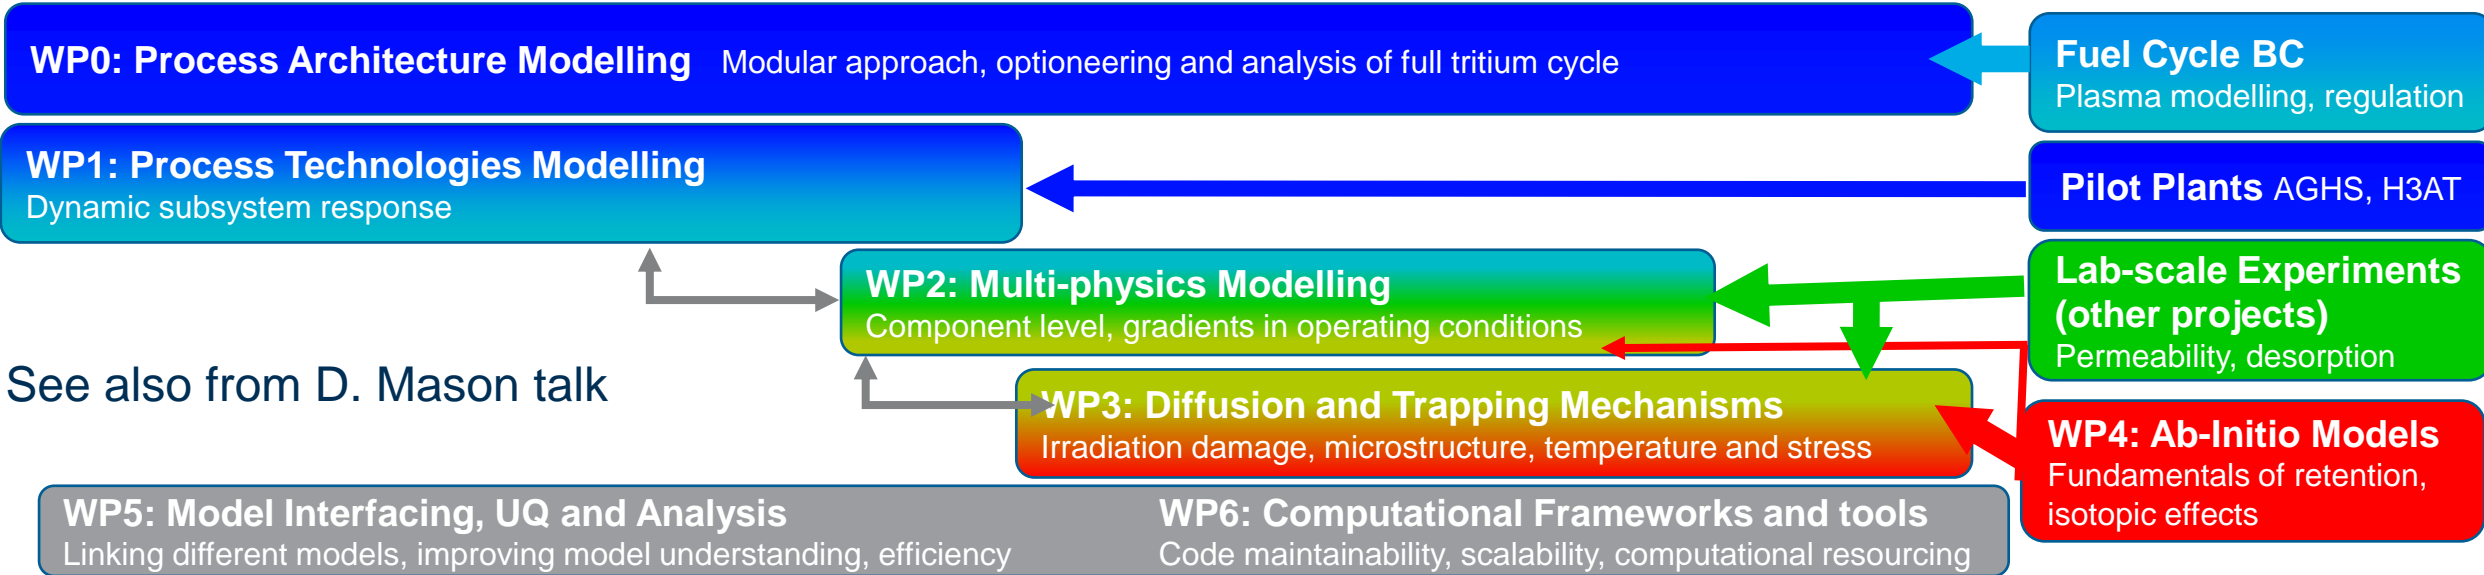 WP0: Process Architecture Modelling Modular approach, optioneering and analysis of full tritium cycle
Fuel Cycle BC
Plasma modelling, regulation
WP1: Process Technologies Modelling
Dynamic subsystem response
Pilot Plants AGHS, H3AT
WP2: Multi-physics Modelling
Component level, gradients in operating conditions
Lab-scale Experiments
(other projects)
Permeability, desorption
See also from D. Mason talk
WP3: Diffusion and Trapping Mechanisms
Irradiation damage, microstructure, temperature and stress
WP4: Ab-Initio Models
Fundamentals of retention,
isotopic effects
WP5: Model Interfacing, UQ and Analysis
Linking different models, improving model understanding, efficiency
WP6: Computational Frameworks and tools
Code maintainability, scalability, computational resourcing